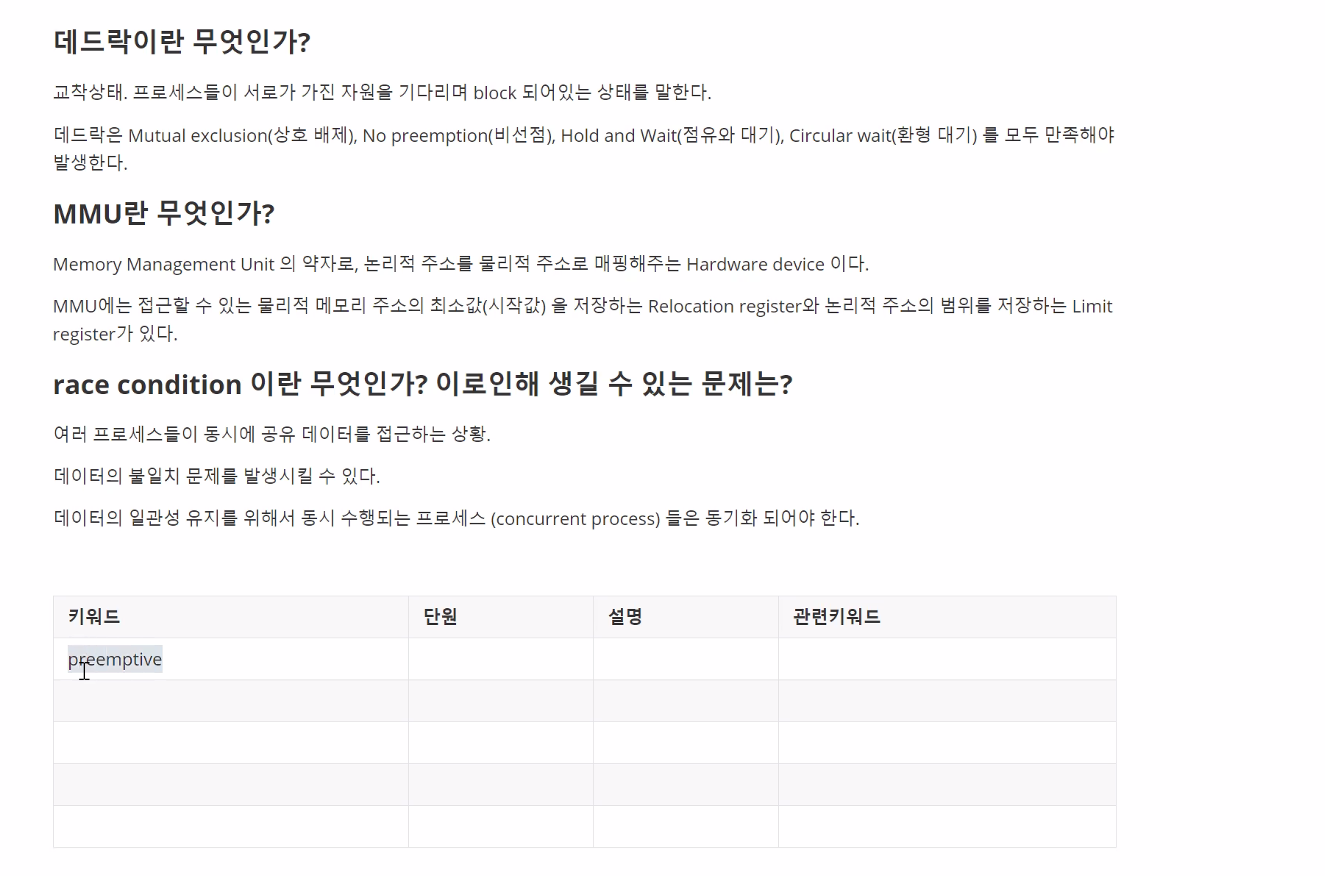 데드락이란 무엇인가?
교착상태. 프로세스들이 서로가 가진 자원을 기다리며 block 되어있는 상태를 말한다.
데드락은 Mutual exclusion(상호 배제), No preemption(비선점), Hold and Wait(점유와 대기), Circular wait(환형 대기) 를 모두 만족해야
발생한다.
MMU란 무엇인가?
Memory Management Unit 의 약자로, 논리적 주소를 물리적 주소로 매핑해주는 Hardware device 이다.
MMU에는 접근할 수 있는 물리적 메모리 주소의 최소값(시작값) 을 저장하는 Relocation register와 논리적 주소의 범위를 저장하는 Limit
register가 있다.
race condition 이란 무엇인가? 이로인해 생길 수 있는 문제는?
여러 프로세스들이 동시에 공유 데이터를 접근하는 상황.
데이터의 불일치 문제를 발생시킬 수 있다.
데이터의 일관성 유지를 위해서 동시 수행되는 프로세스 (concurrent process) 들은 동기화 되어야 한다.
키워드 단원 설명 관련키워드
preemptive